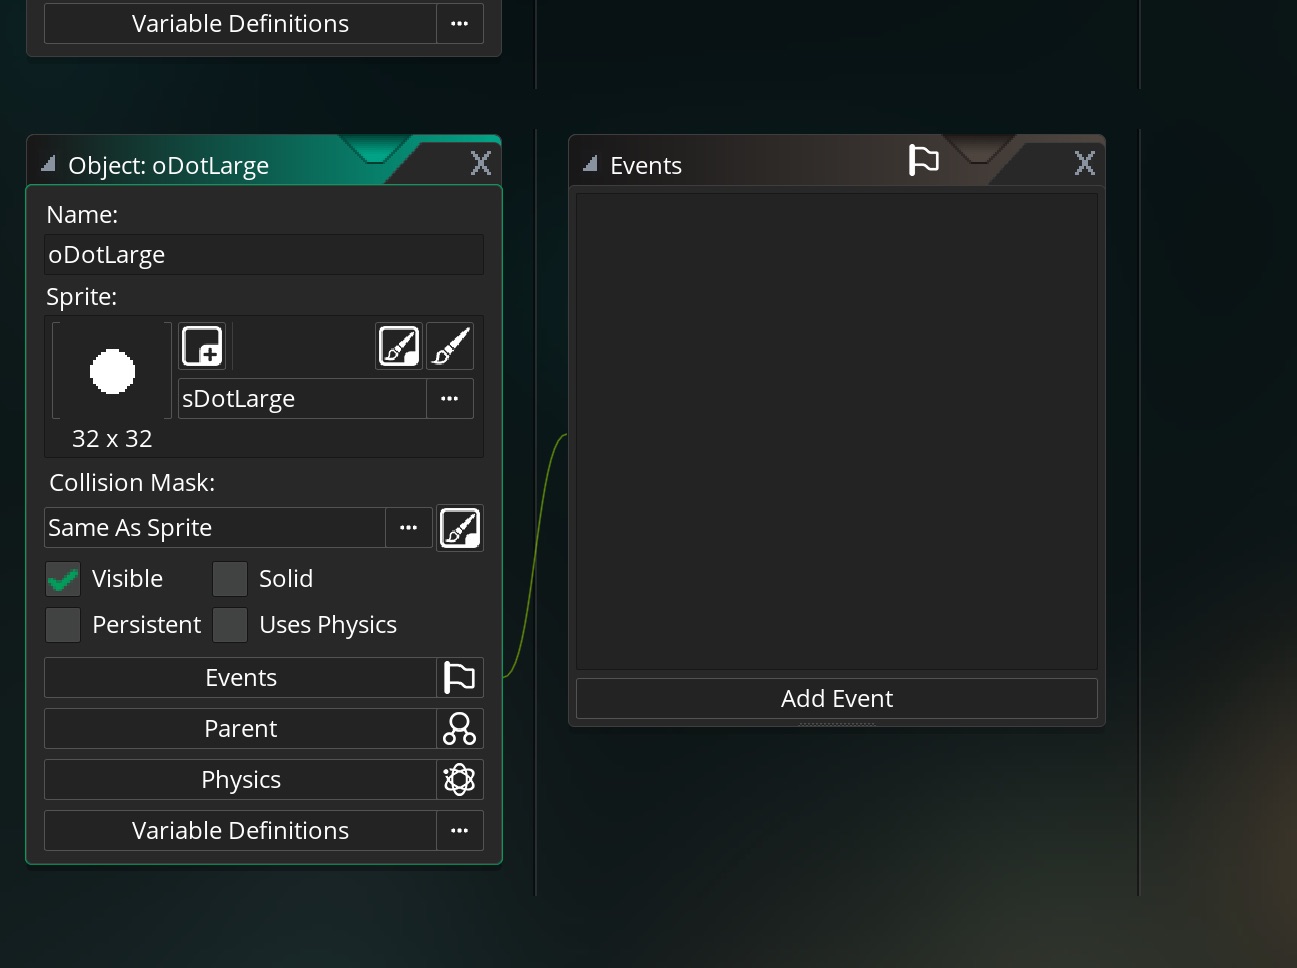 Variable Definitions
Object: oDotLarge
Name:
oDotLarge
Sprite:
sDotLarge
32 x 32
Collision Mask:
Same As Sprite
Visible
Solid
Persistent
Uses Physics
Events
Parent
Physics
Variable Definitions
Events
Add Event